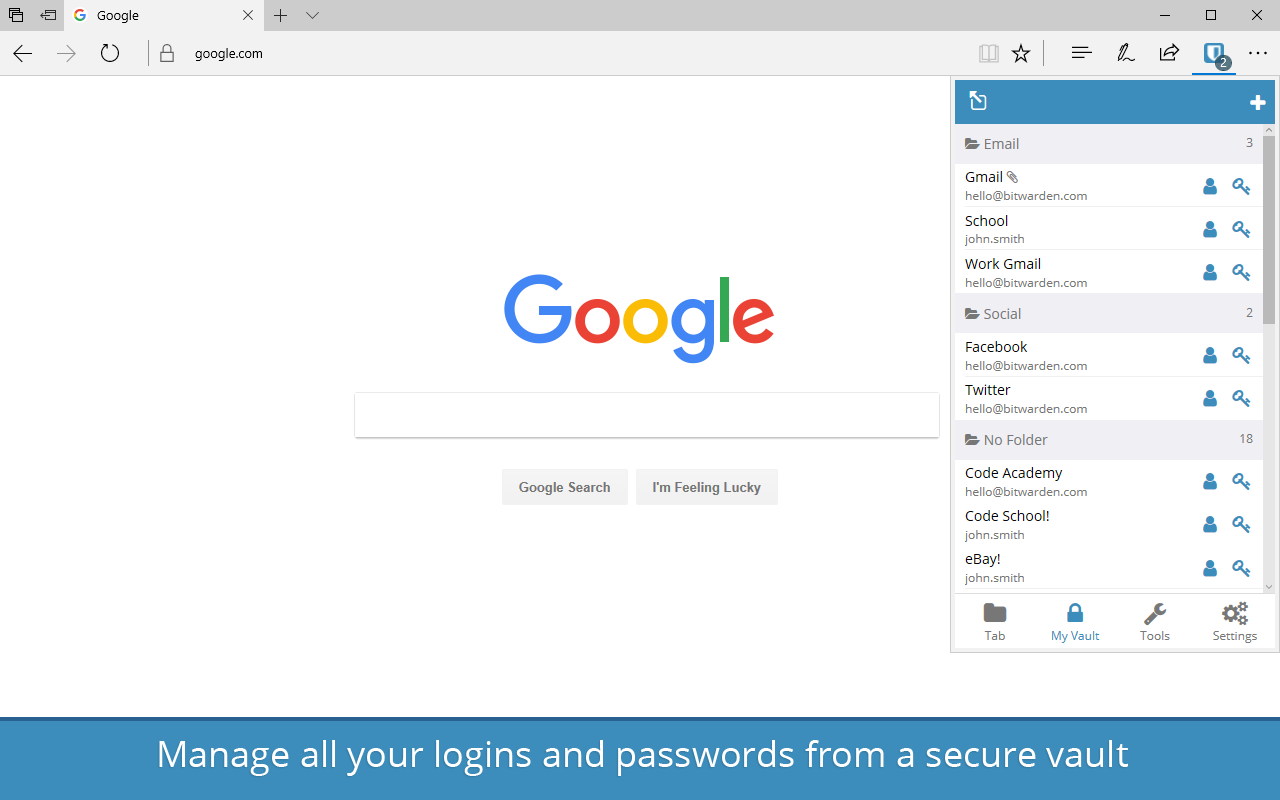 Google
google.com
2
Email 3
Gmail
hello@bitwarden.com
School
john.smith
Work Gmail
hello@bitwarden.com
Social 2
Facebook
hello@bitwarden.com
Twitter
hello@bitwarden.com
No Folder 18
Code Academy
hello@bitwarden.com
Code School!
john.smith
eBay!
john.smith
Tab My Vault Tools Settings
Google
Google Search I'm Feeling Lucky
Manage all your logins and passwords from a secure vault